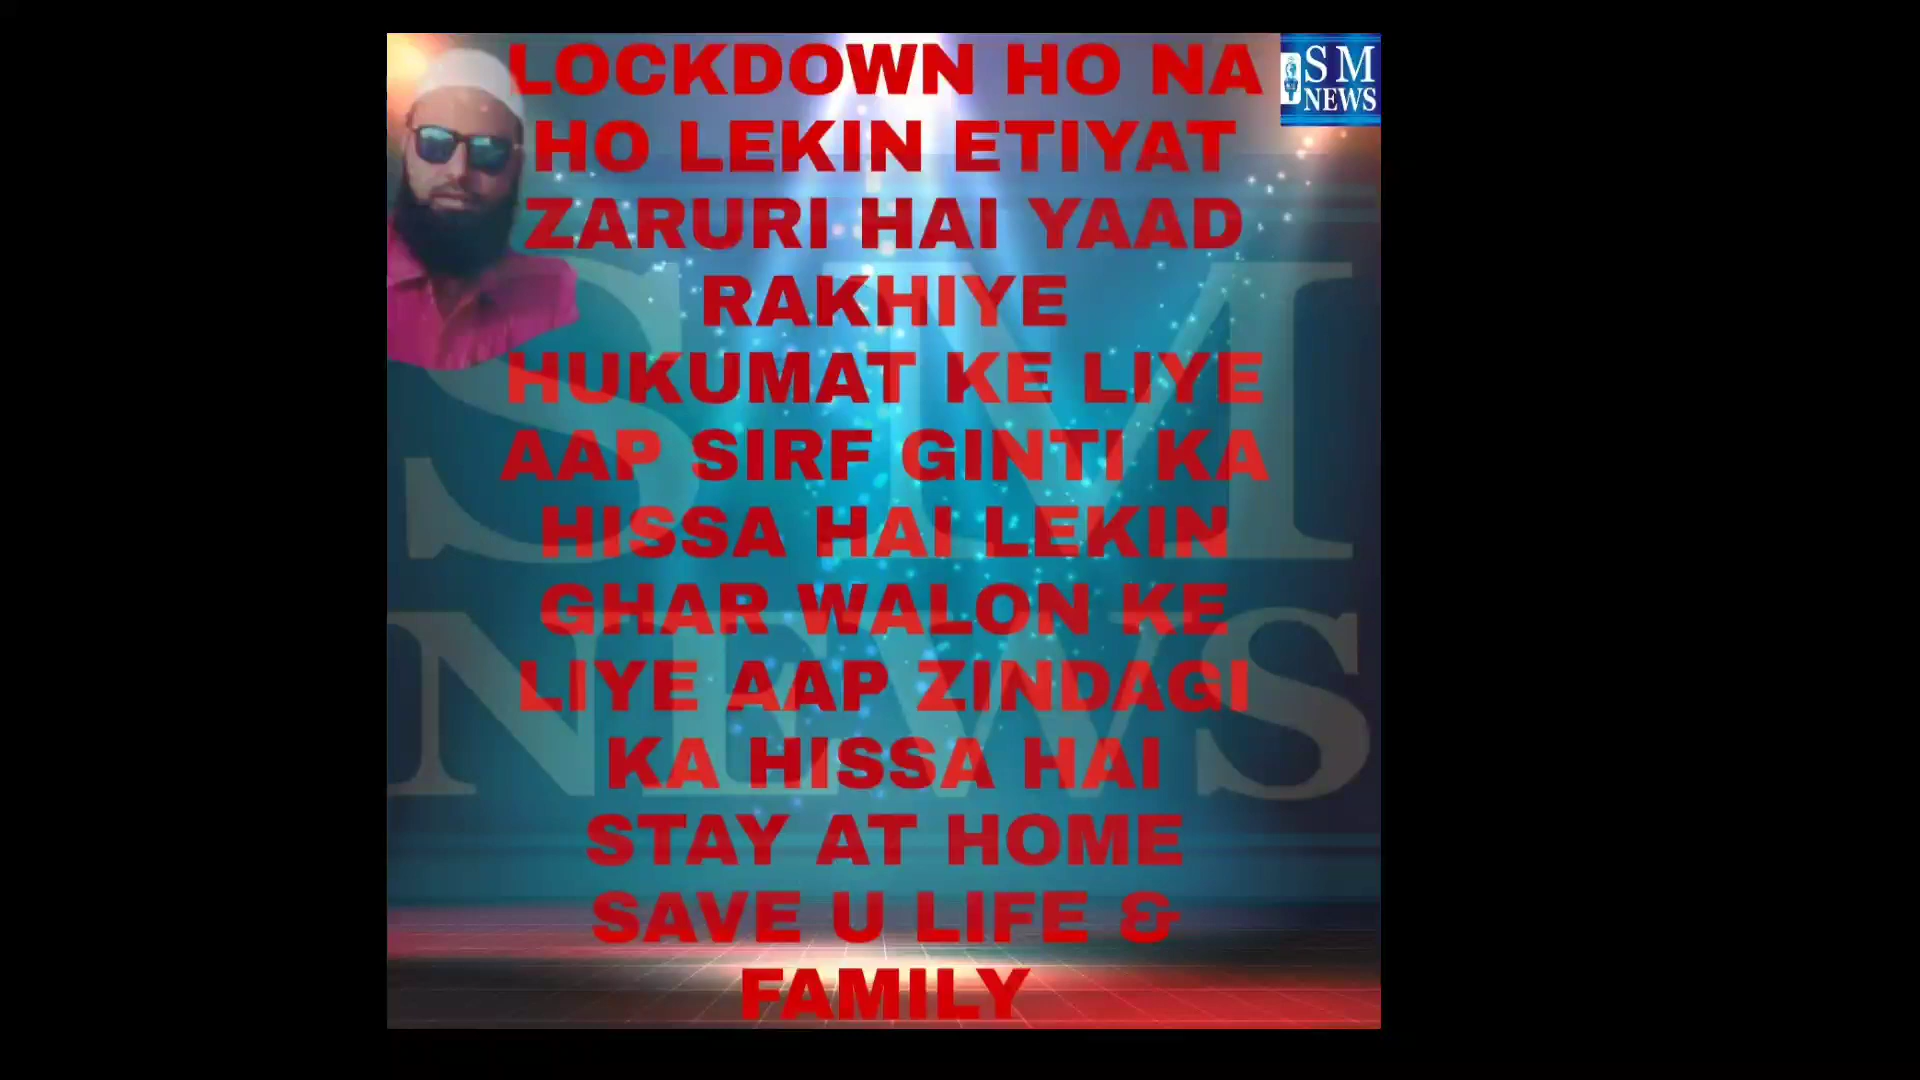 LOCKDOWN HO NA
HO LEKIN ETIYAT
ZARURI HAI YAAD
RAKHIYE
HUKUMAT KE LIYE
AAP SIRF GINTI KA
HISSA HAI LEKIN
GHAR WALON KE
LIYE AAP ZINDAGI
KA HISSA HAI
STAY AT HOME
SAVE U LIFE &
FAMILY
S M
NEWS
S M
NEWS